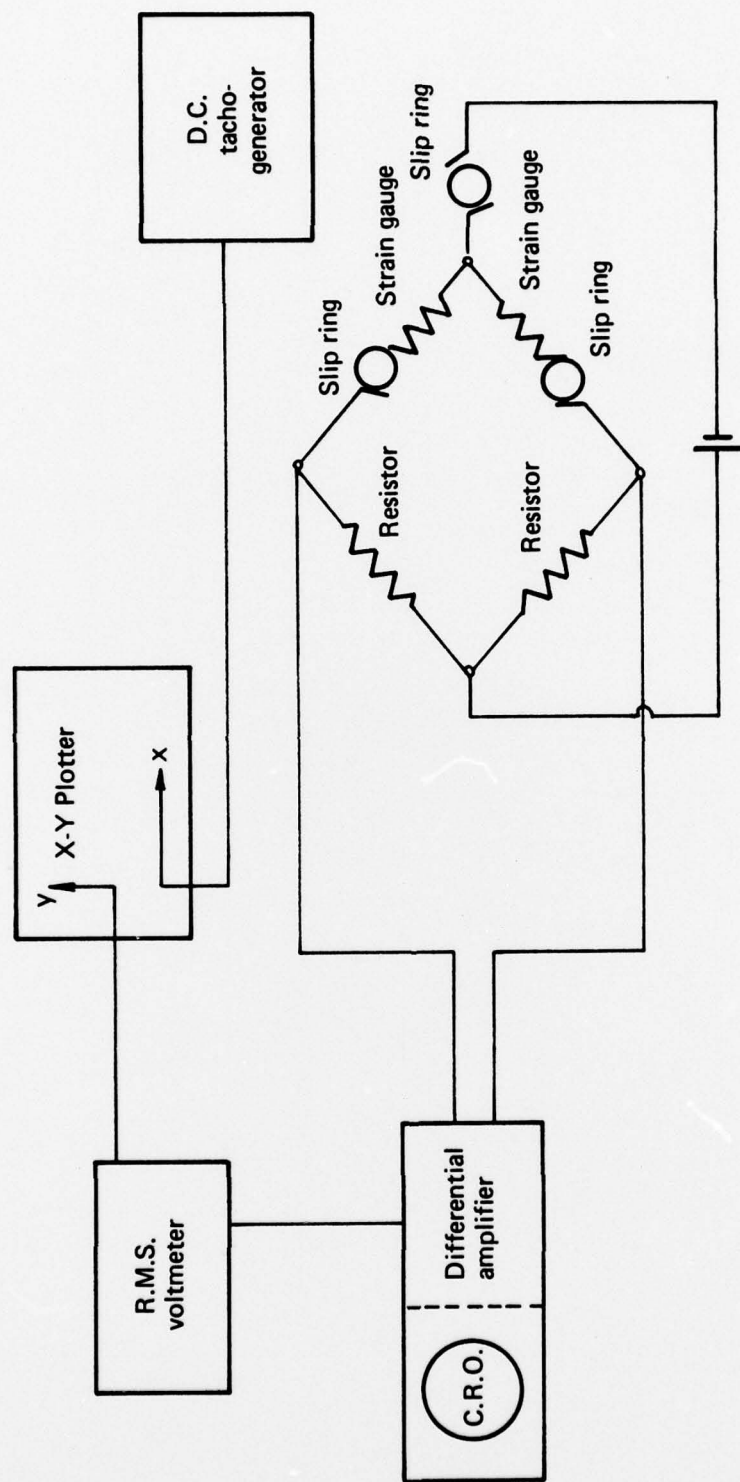 R.M.S.
voltmeter
Y
X-Y Plotter
X
D.C.
tacho-
generator
C.R.O.
Differential
amplifier
Resistor
Resistor
Slip ring
Strain gauge
Slip ring
Strain gauge
Slip ring